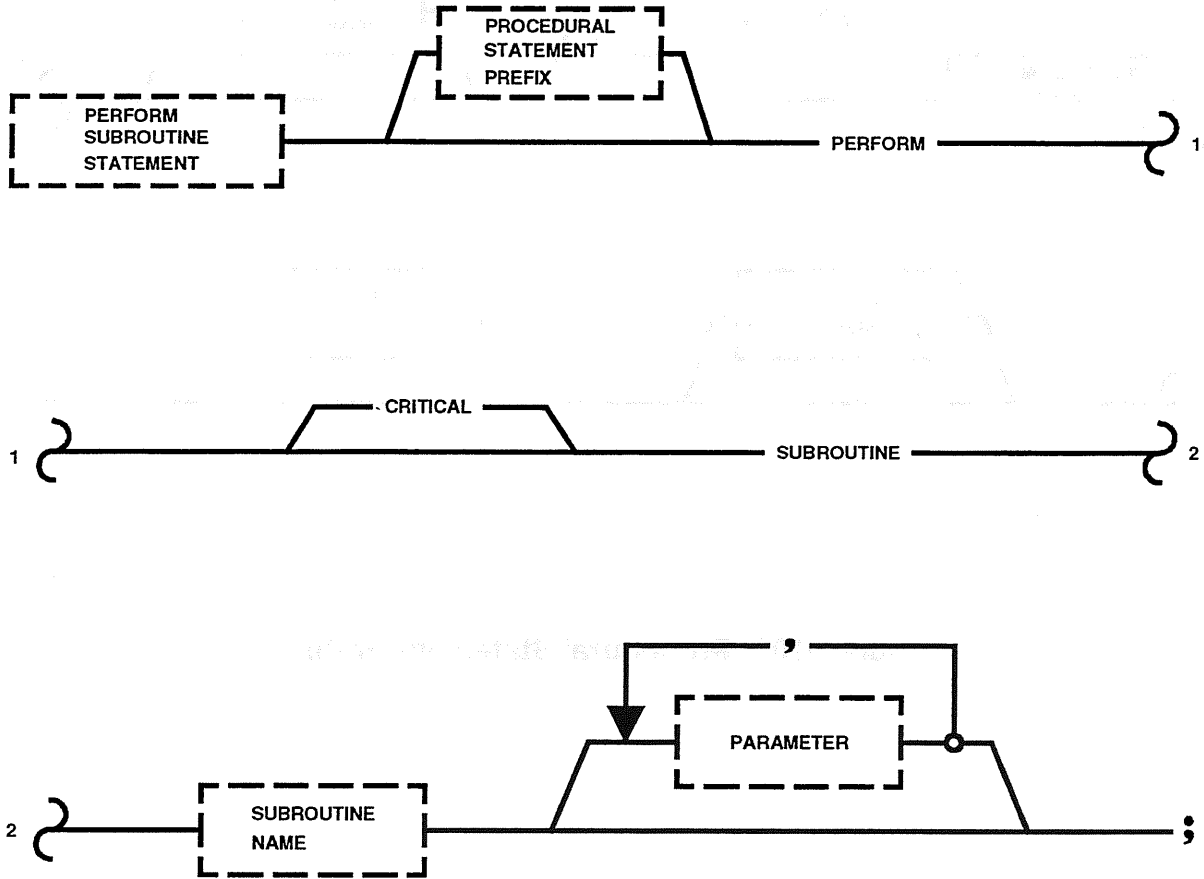 PROCEDURAL
STATEMENT
PREFIX
PERFORM
SUBROUTINE
STATEMENT
PERFORM
1
1
CRITICAL
SUBROUTINE
2
,
PARAMETER
2
SUBROUTINE
NAME
;